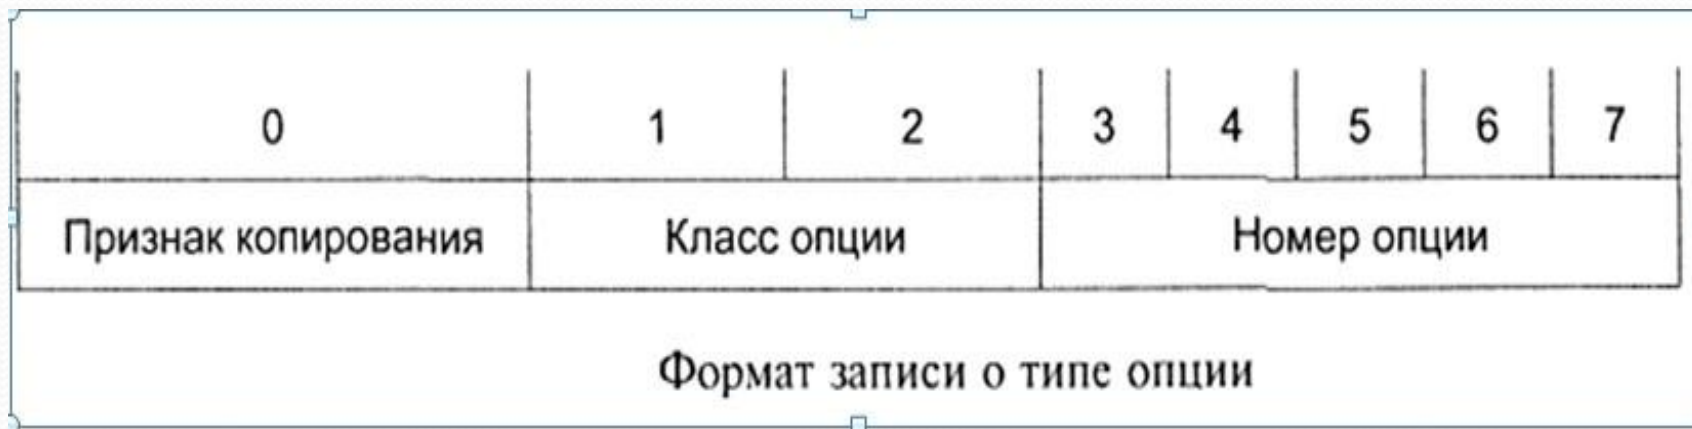 0 1 2 3 4 5 6 7
Признак копирования Класс опции Номер опции
Формат записи о типе опции